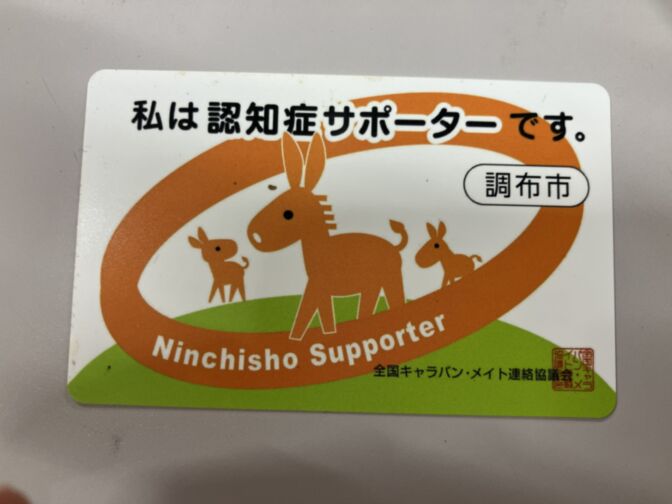 私は認知症サポーターです。
調布市
Ninchisho Supporter
全国キャラバン・メイト連絡協議会